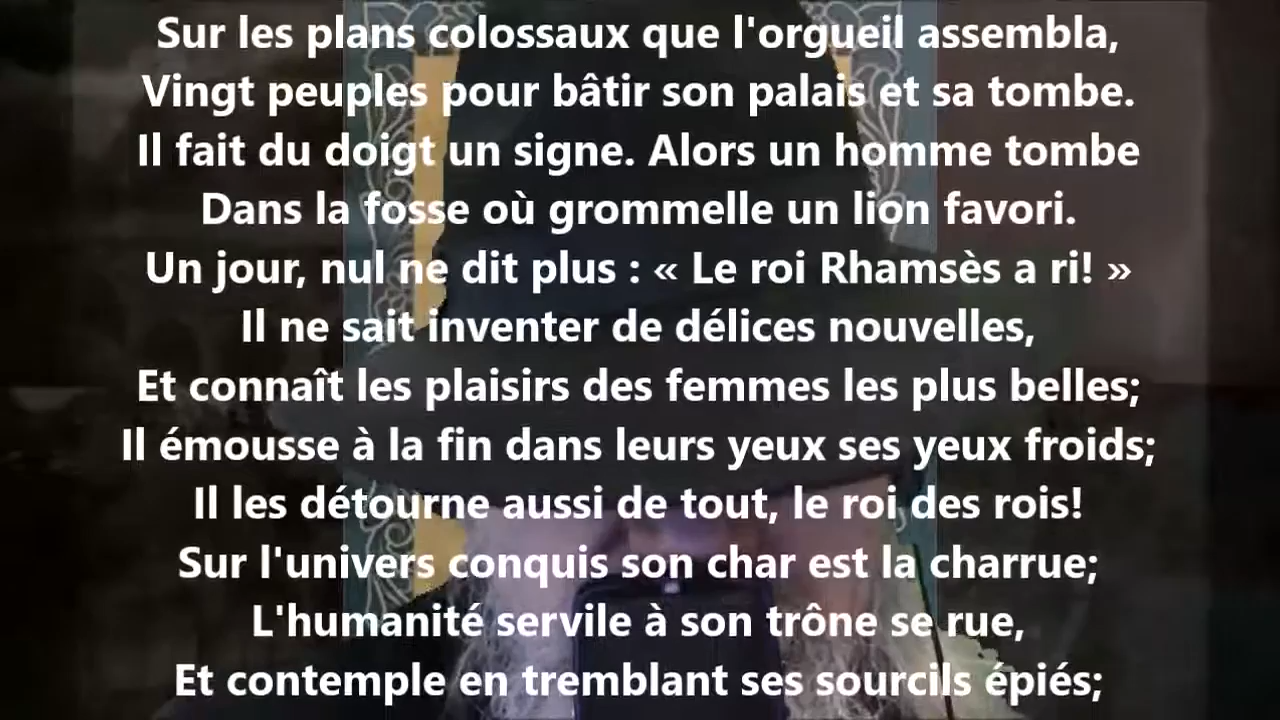 Sur les plans colossaux que l'orgueil assembla,
Vingt peuples pour bâtir son palais et sa tombe.
Il fait du doigt un signe. Alors un homme tombe
Dans la fosse où grommelle un lion favori.
Un jour, nul ne dit plus : « Le roi Rhamsès a ri! »
Il ne sait inventer de délices nouvelles,
Et connaît les plaisirs des femmes les plus belles;
Il émousse à la fin dans leurs yeux ses yeux froids;
Il les détourne aussi de tout, le roi des rois!
Sur l'univers conquis son char est la charrue;
L'humanité servile à son trône se rue,
Et contemple en tremblant ses sourcils épiés;